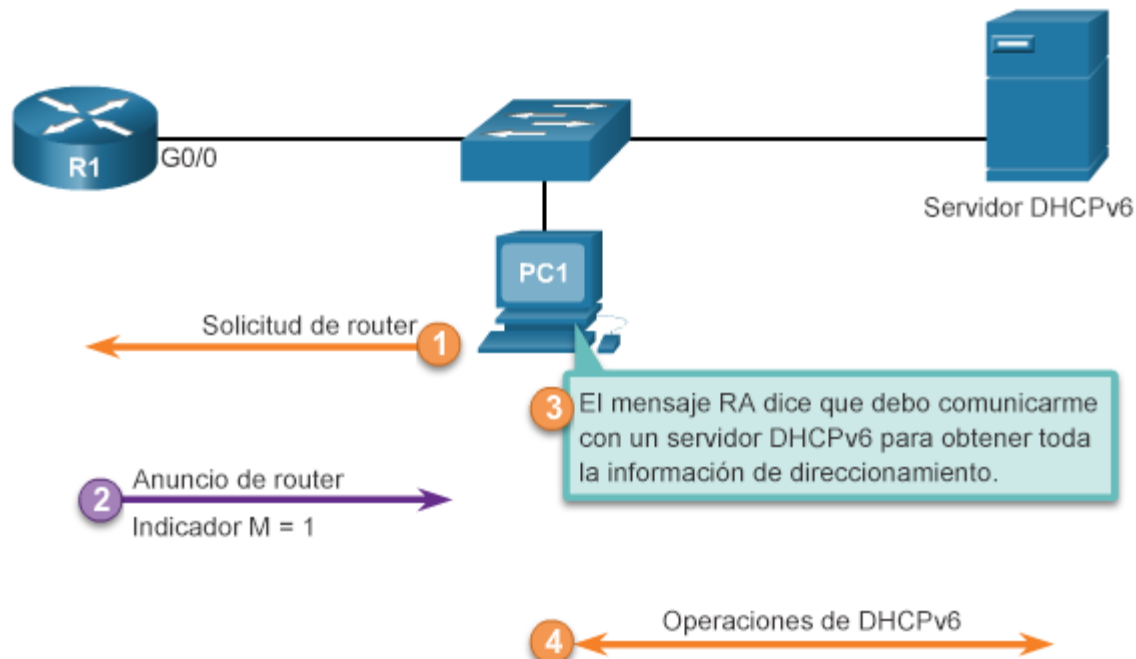 R1
G0/0
Servidor DHCPv6
PC1
Solicitud de router
1
3
El mensaje RA dice que debo comunicarme
con un servidor DHCPv6 para obtener toda
la información de direccionamiento.
2
Anuncio de router
Indicador M = 1
4
Operaciones de DHCPv6